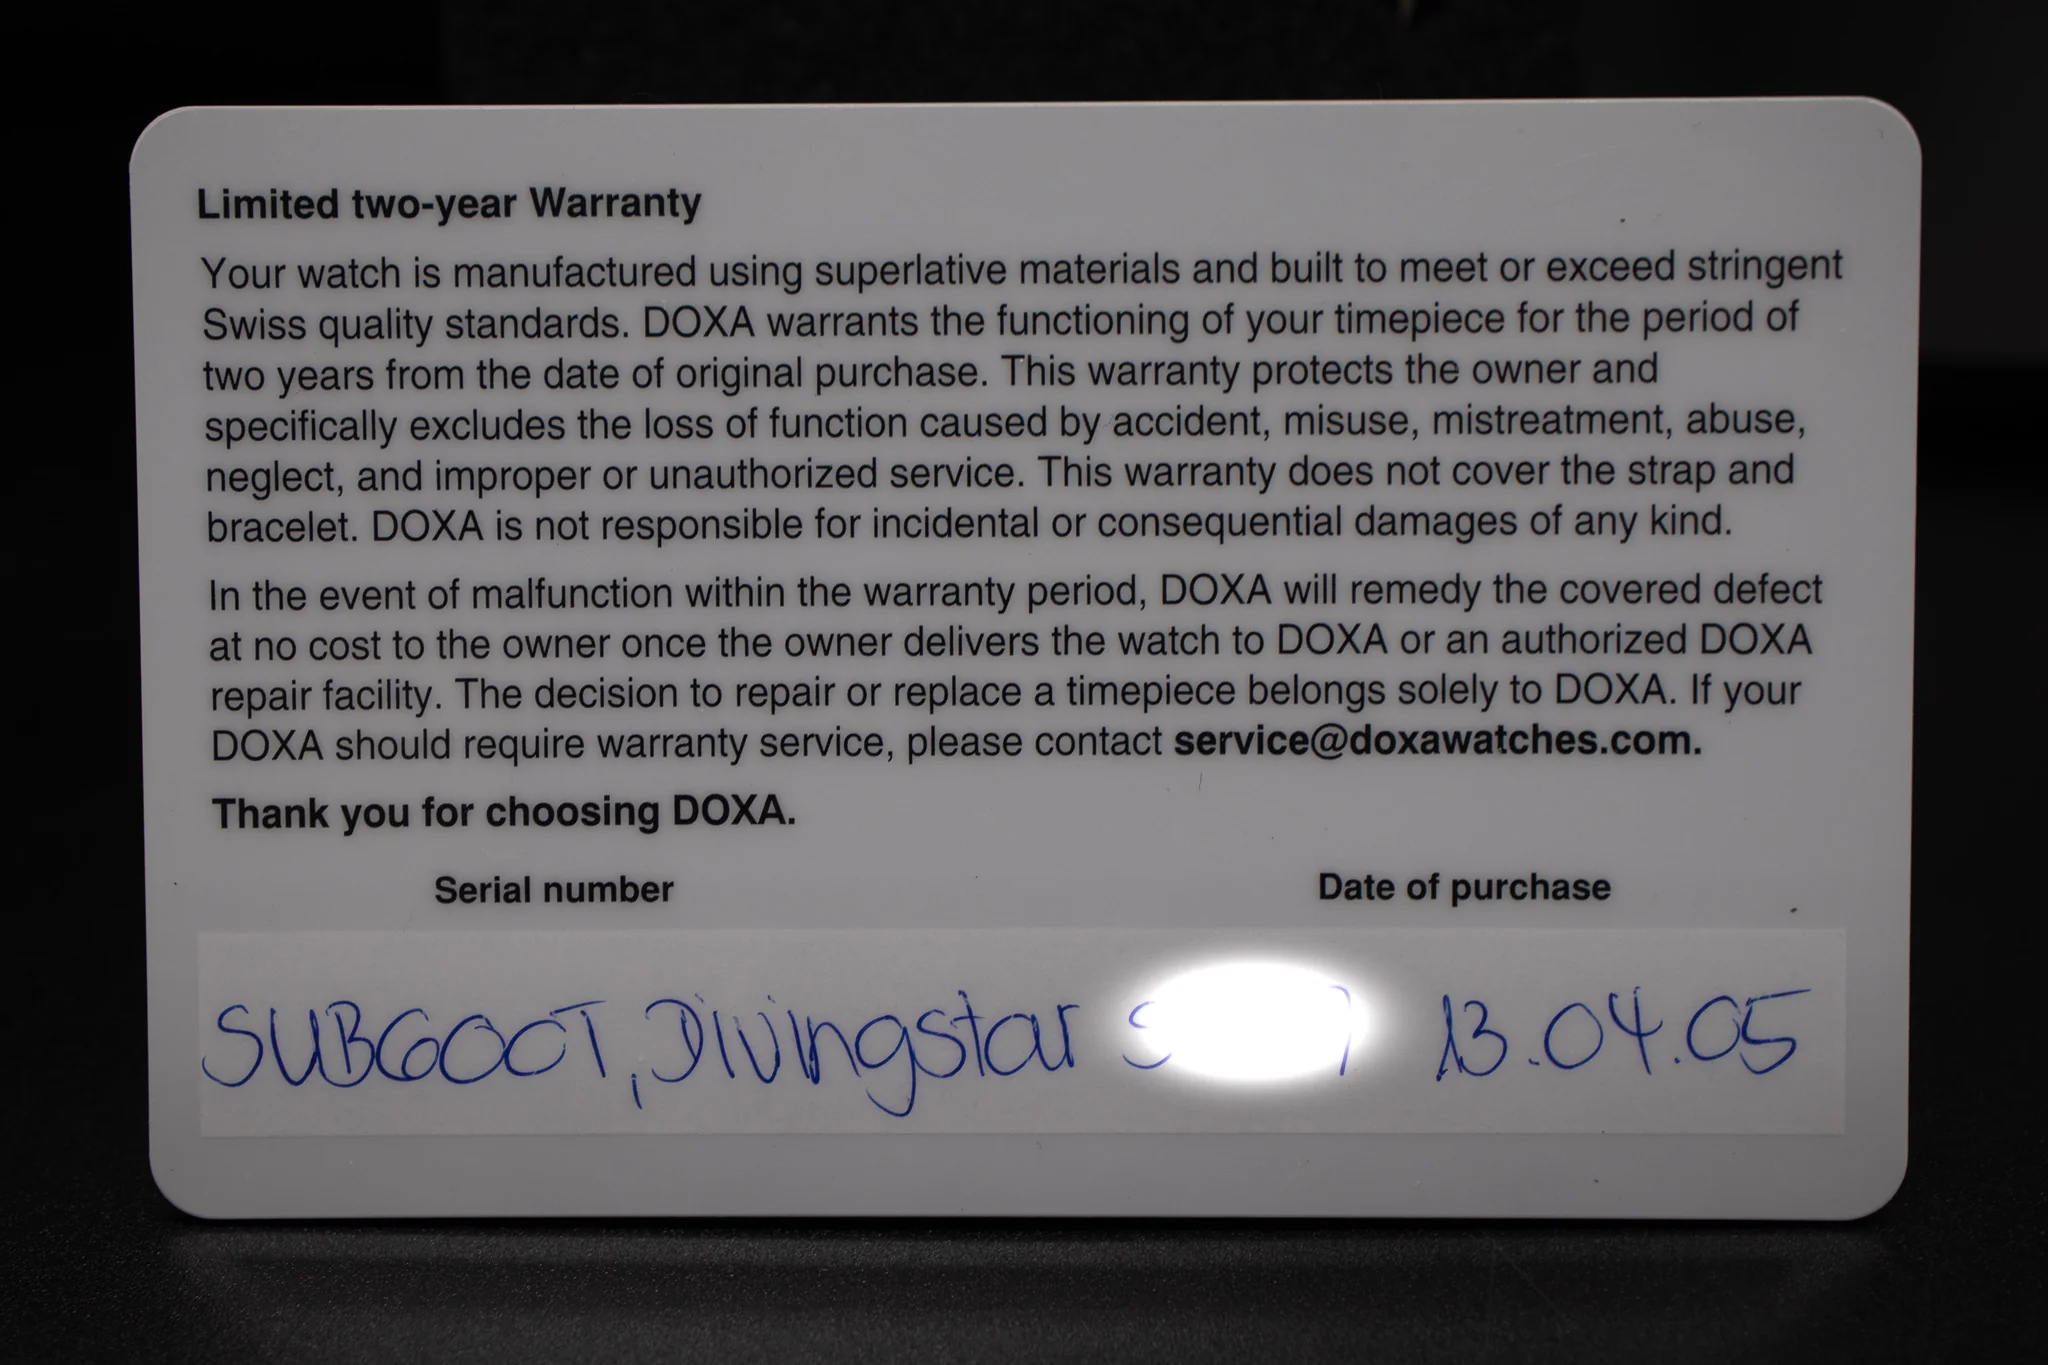 Limited two-year Warranty
Your watch is manufactured using superlative materials and built to meet or exceed stringent
Swiss quality standards. DOXA warrants the functioning of your timepiece for the period of
two years from the date of original purchase. This warranty protects the owner and
specifically excludes the loss of function caused by accident, misuse, mistreatment, abuse,
neglect, and improper or unauthorized service. This warranty does not cover the strap and
bracelet. DOXA is not responsible for incidental or consequential damages of any kind.
In the event of malfunction within the warranty period, DOXA will remedy the covered defect
at no cost to the owner once the owner delivers the watch to DOXA or an authorized DOXA
repair facility. The decision to repair or replace a timepiece belongs solely to DOXA. If your
DOXA should require warranty service, please contact service@doxawatches.com.
Thank you for choosing DOXA.
Serial number Date of purchase
SUB600T, Divingstar 13.04.05